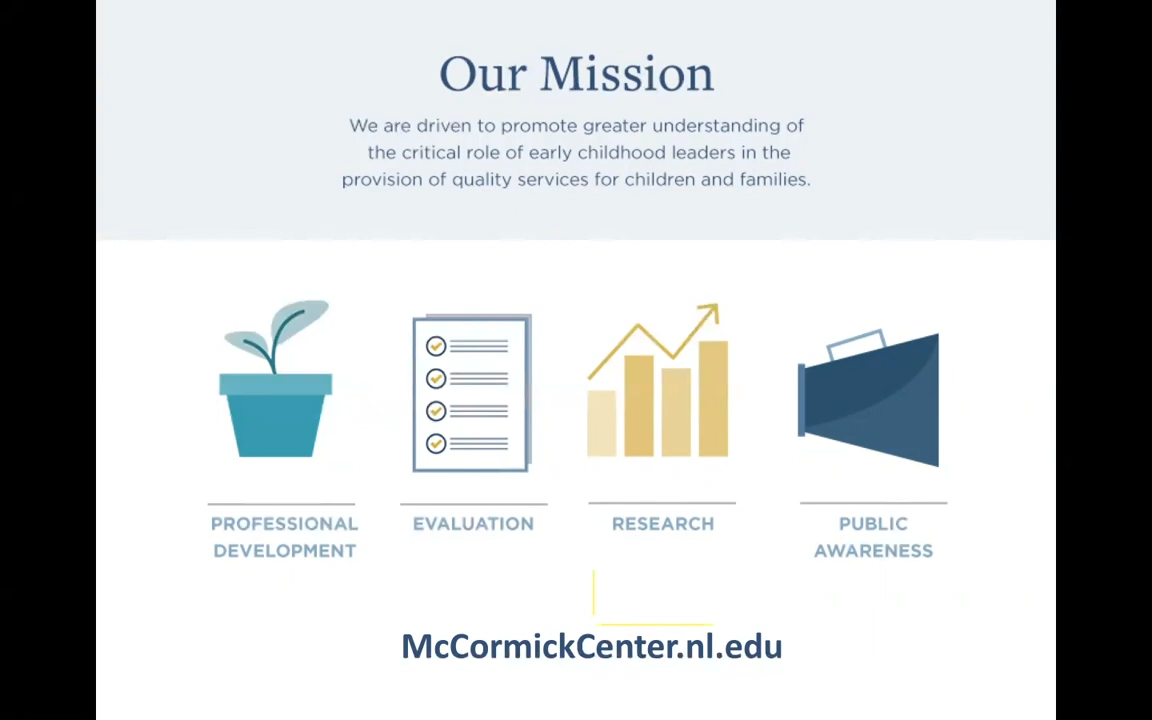 Our Mission
We are driven to promote greater understanding of
the critical role of early childhood leaders in the
provision of quality services for children and families.
PROFESSIONAL
DEVELOPMENT
EVALUATION
RESEARCH
PUBLIC
AWARENESS
McCormickCenter.nl.edu